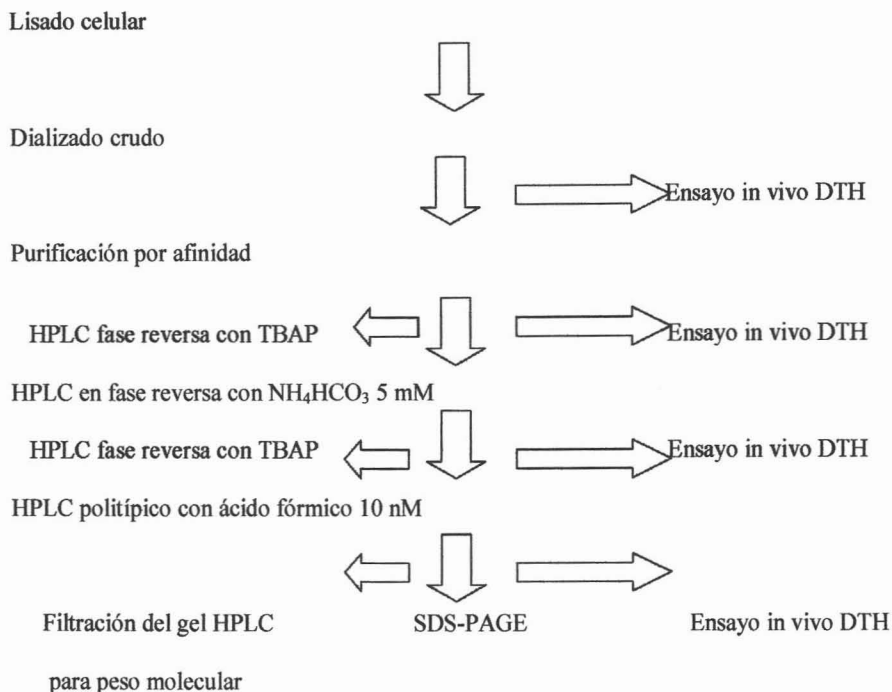 Lisado celular
Dializado crudo
Ensayo in vivo DTH
Purificación por afinidad
HPLC fase reversa con TBAP
Ensayo in vivo DTH
HPLC en fase reversa con NH₄HCO₃ 5 mM
HPLC fase reversa con TBAP
Ensayo in vivo DTH
HPLC politípico con ácido fórmico 10 nM
Filtración del gel HPLC
para peso molecular
SDS-PAGE
Ensayo in vivo DTH